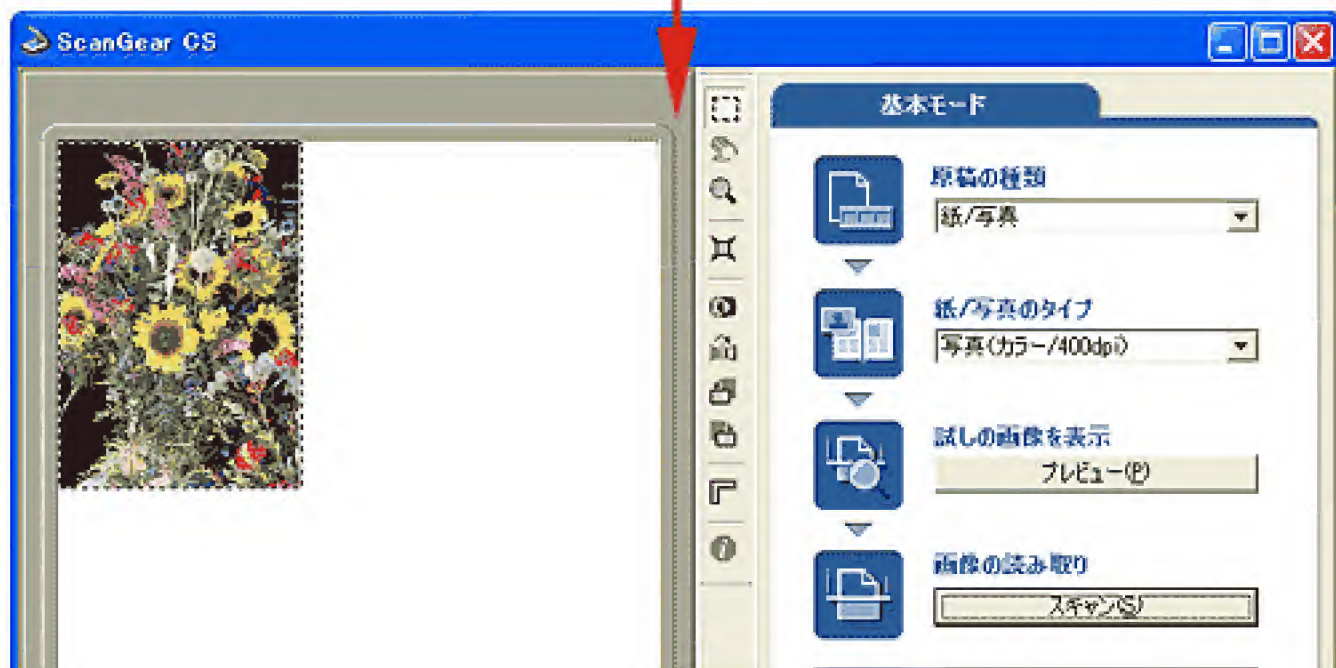 ScanGear CS
基本モード
原稿の種類
紙/写真
紙/写真のタイプ
写真(カラー/400dpi)
試しの画像を表示
プレビュー(P)
画像の読み取り
スキャン(S)